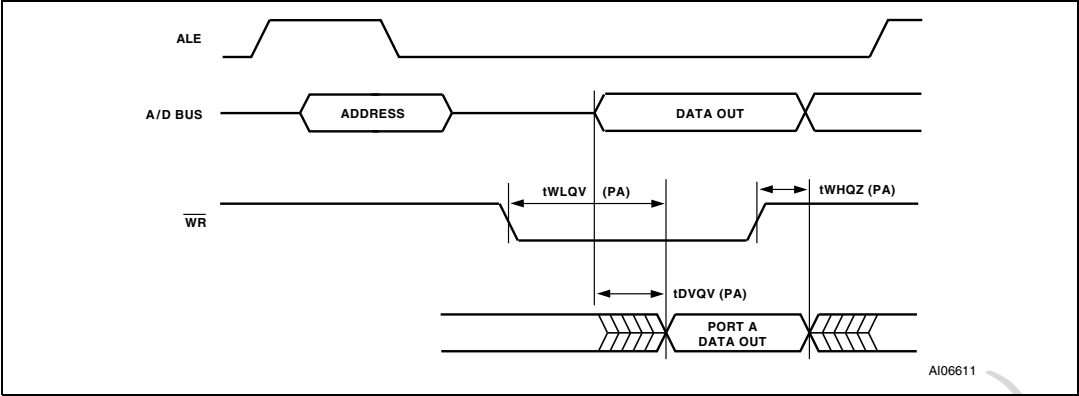 ALE
A/D BUS
ADDRESS
DATA OUT
tWLQV (PA)
tWHQZ (PA)
WR
tDVQV (PA)
PORT A
DATA OUT
AI06611